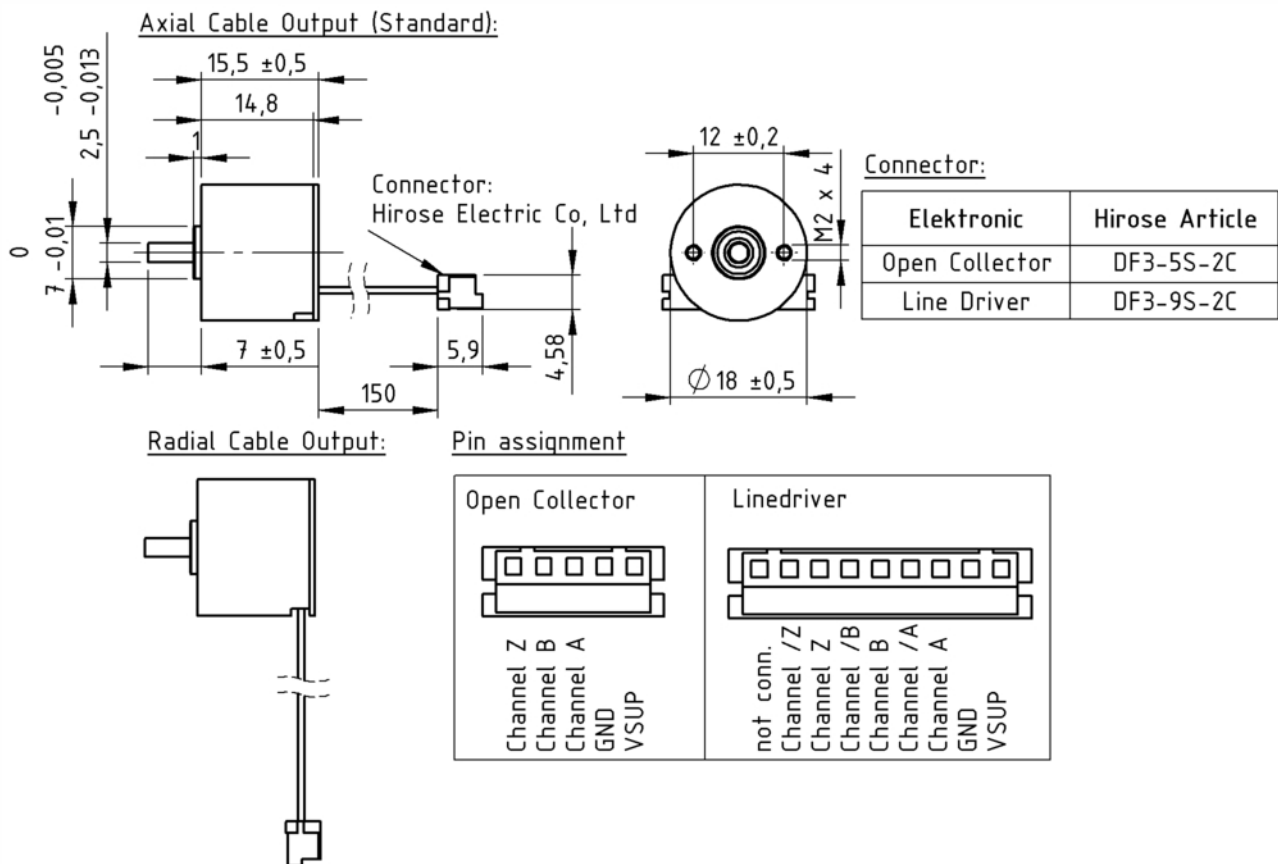 Axial Cable Output (Standard):
15,5 ±0,5
14,8
1
-0,005
2,5 -0,013
0
7 -0,01
7 ±0,5
150
5,9
4,58
Connector:
Hirose Electric Co, Ltd
12 ±0,2
M2 x 4
Ø 18 ±0,5
Connector:
Elektronic Hirose Article
Open Collector DF3-5S-2C
Line Driver DF3-9S-2C
Radial Cable Output:
Pin assignment
Open Collector
Channel Z
Channel B
Channel A
GND
VSUP
Linedriver
not conn.
Channel /Z
Channel Z
Channel /B
Channel B
Channel /A
Channel A
GND
VSUP